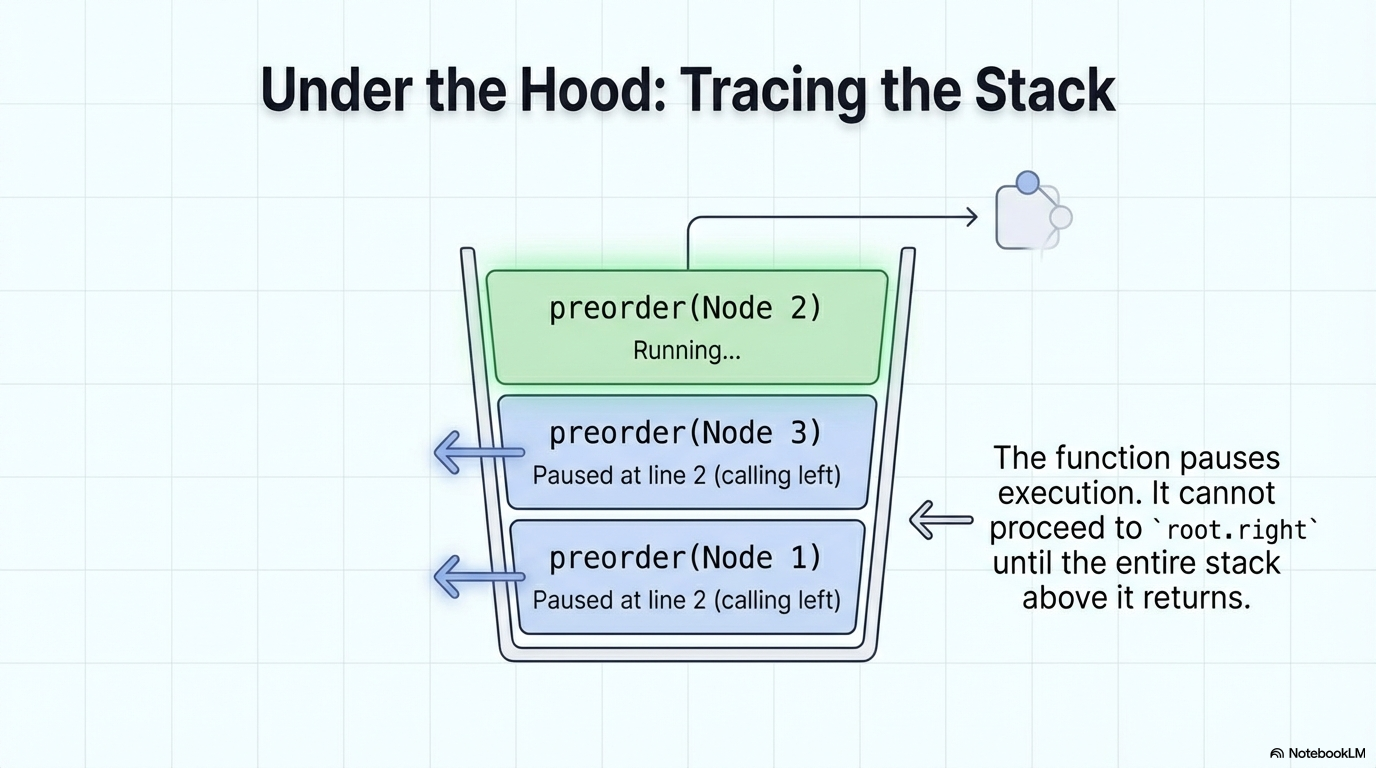 Under the Hood: Tracing the Stack
preorder(Node 2)
Running...
preorder(Node 3)
Paused at line 2 (calling left)
preorder(Node 1)
Paused at line 2 (calling left)
The function pauses
execution. It cannot
proceed to `root.right`
until the entire stack
above it returns.
NotebookLM